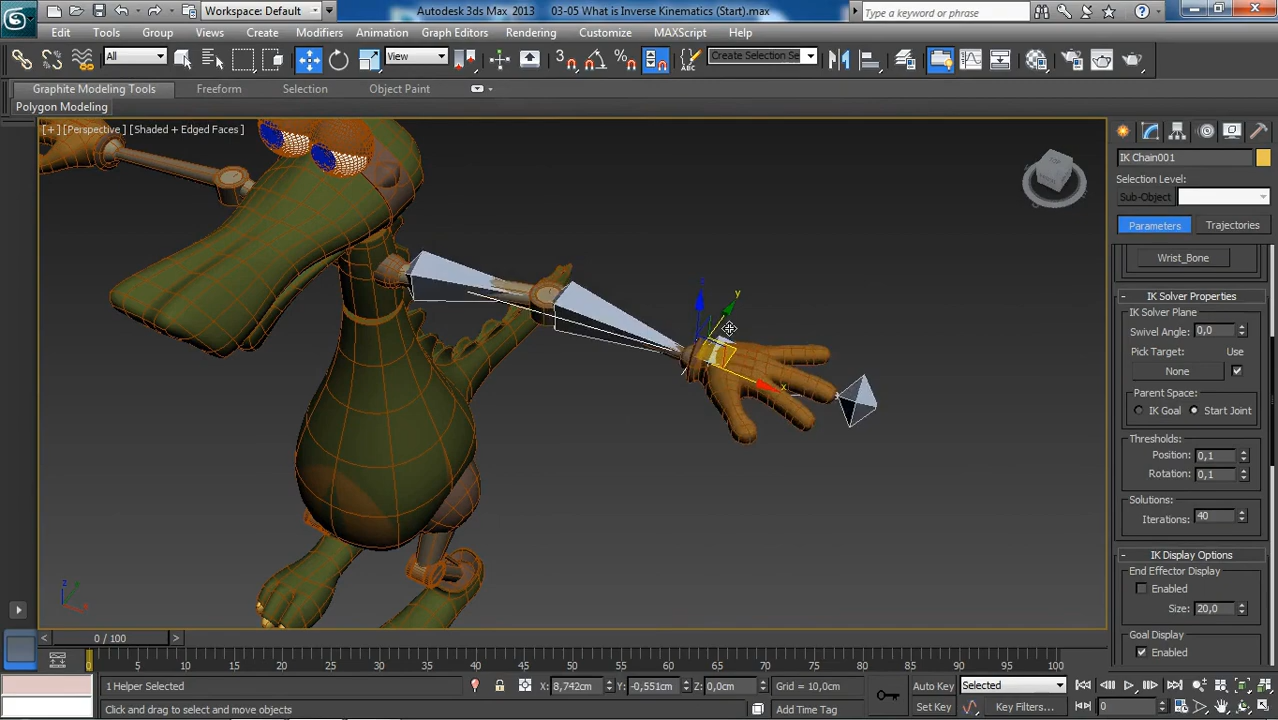 Workspace: Default
Autodesk 3ds Max 2013 03-05 What is Inverse Kinematics (Start).max
Type a keyword or phrase
Edit Tools Group Views Create Modifiers Animation Graph Editors Rendering Customize MAXScript Help
All View Create Selection Se
Graphite Modeling Tools Freeform Selection Object Paint
Polygon Modeling
[ + ] [Perspective ] [Shaded + Edged Faces ]
IK Chain001
Selection Level:
Sub-Object
Parameters Trajectories
Wrist_Bone
- IK Solver Properties
IK Solver Plane
Swivel Angle: 0,0
Pick Target: Use
None
Parent Space:
IK Goal Start Joint
Thresholds:
Position: 0,1
Rotation: 0,1
Solutions:
Iterations: 40
- IK Display Options
End Effector Display
Enabled
Size: 20,0
Goal Display
Enabled
z
y
x
z
0 / 100
0 5 10 15 20 25 30 35 40 45 50 55 60 65 70 75 80 85 90 95 100
1 Helper Selected X: 8,742cm Y: -0,551cm Z: 0,0cm Grid = 10,0cm Auto Key Selected
Click and drag to select and move objects Add Time Tag Set Key Key Filters... 0